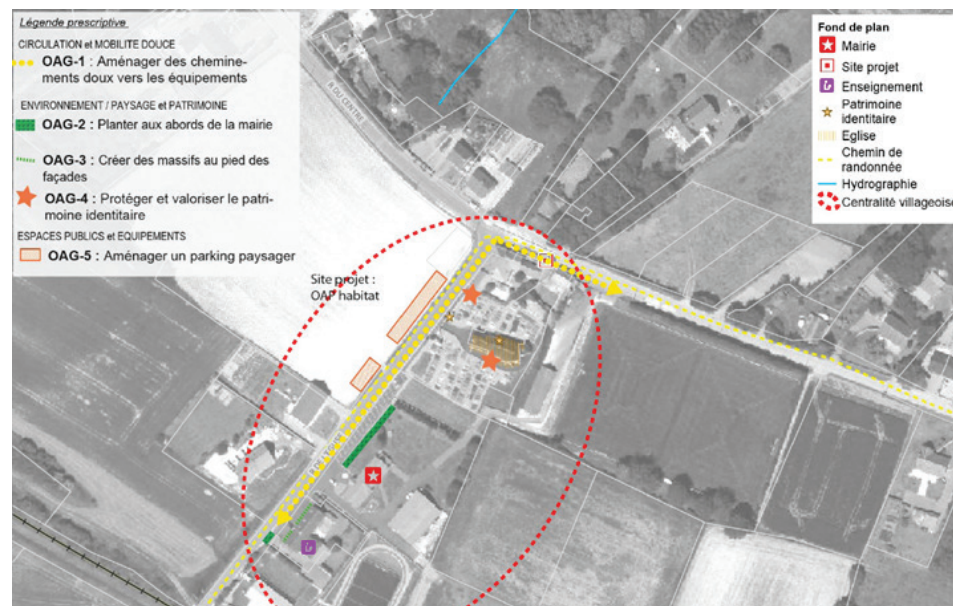 Légende prescriptive
CIRCULATION et MOBILITE DOUCE
OAG-1 : Aménager des chemine-
ments doux vers les équipements
ENVIRONNEMENT / PAYSAGE et PATRIMOINE
OAG-2 : Planter aux abords de la mairie
OAG-3 : Créer des massifs au pied des
façades
OAG-4 : Protéger et valoriser le patri-
moine identitaire
ESPACES PUBLICS et EQUIPEMENTS
OAG-5 : Aménager un parking paysager
Fond de plan
Mairie
Site projet
Enseignement
Patrimoine
identitaire
Eglise
Chemin de
randonnée
Hydrographie
Centralité villageoise
R DU CENTRE
Site projet :
OAP habitat